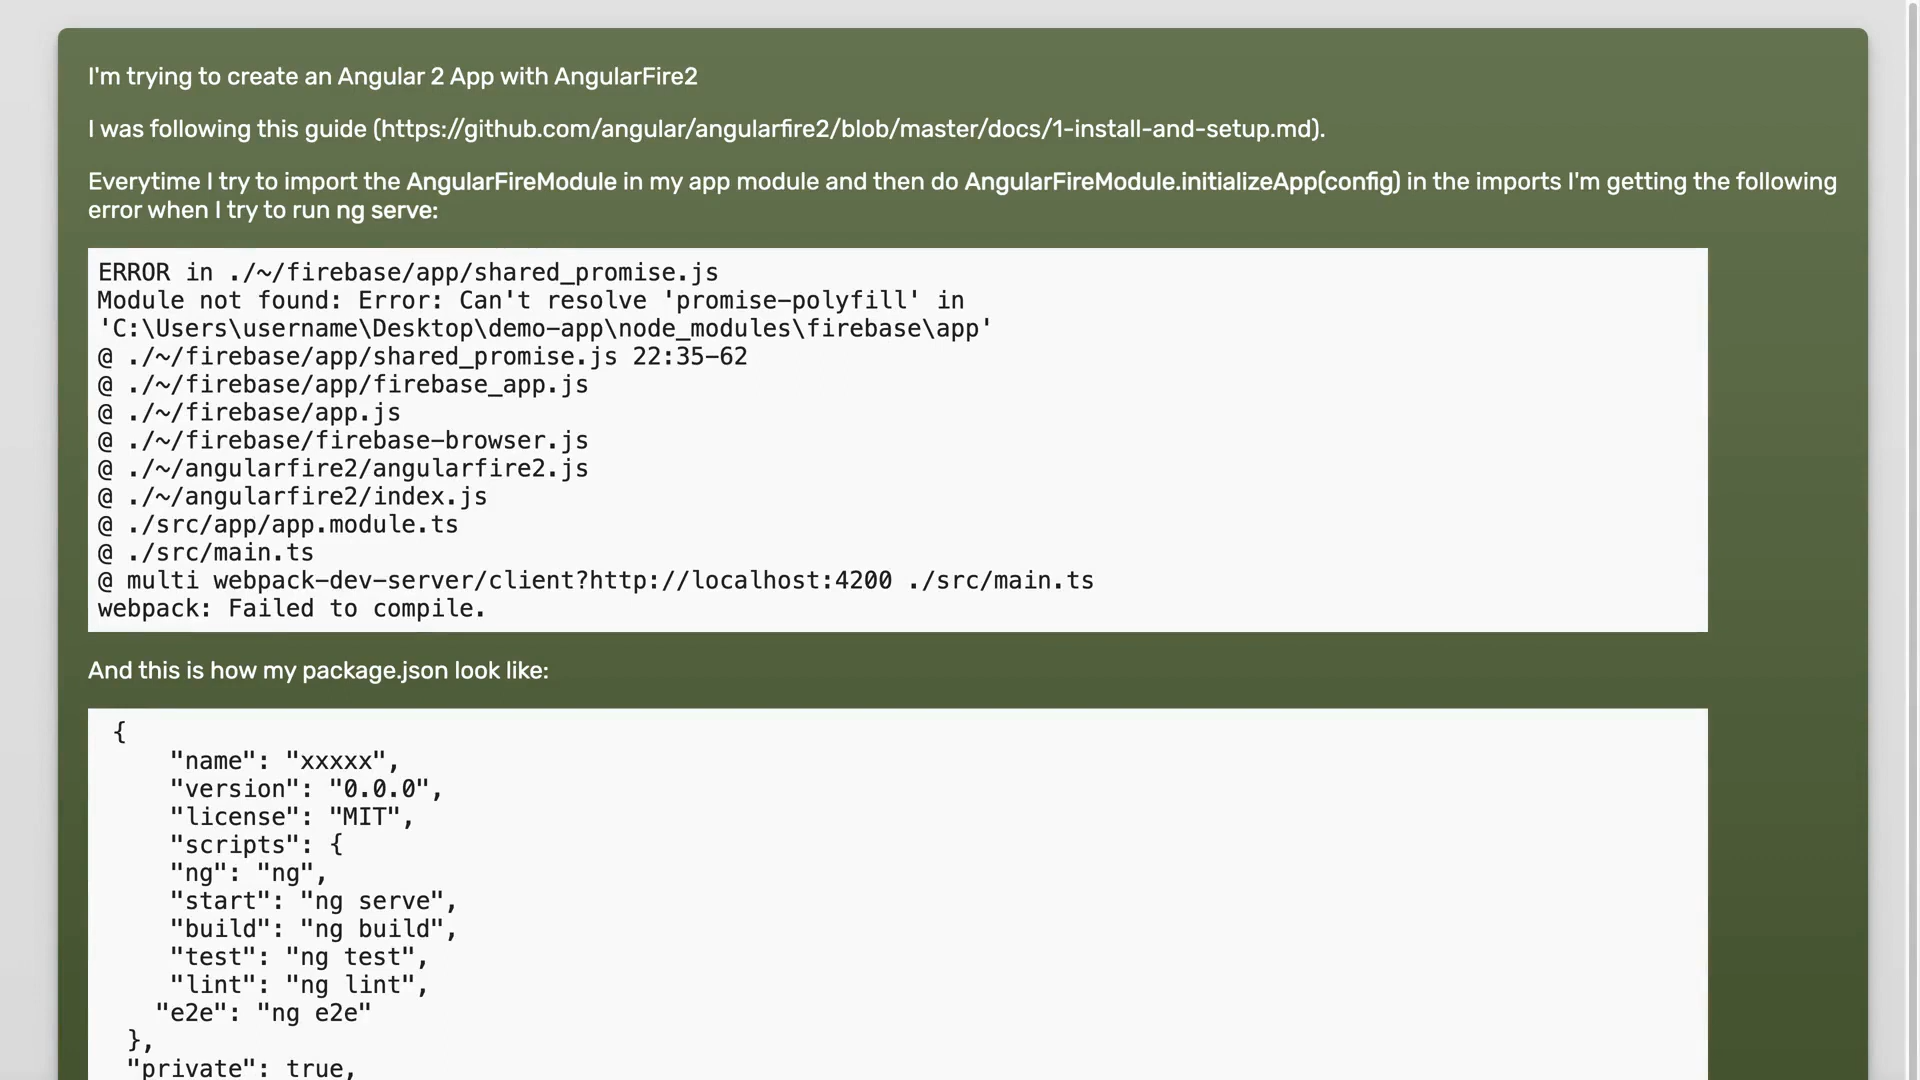 I'm trying to create an Angular 2 App with AngularFire2
I was following this guide (https://github.com/angular/angularfire2/blob/master/docs/1-install-and-setup.md).
Everytime I try to import the AngularFireModule in my app module and then do AngularFireModule.initializeApp(config) in the imports I'm getting the following
error when I try to run ng serve:
ERROR in ./~/firebase/app/shared_promise.js
Module not found: Error: Can't resolve 'promise-polyfill' in
'C:\Users\username\Desktop\demo-app\node_modules\firebase\app'
@ ./~/firebase/app/shared_promise.js 22:35-62
@ ./~/firebase/app/firebase_app.js
@ ./~/firebase/app.js
@ ./~/firebase/firebase-browser.js
@ ./~/angularfire2/angularfire2.js
@ ./~/angularfire2/index.js
@ ./src/app/app.module.ts
@ ./src/main.ts
@ multi webpack-dev-server/client?http://localhost:4200 ./src/main.ts
webpack: Failed to compile.
And this is how my package.json look like:
{
"name": "xxxxx",
"version": "0.0.0",
"license": "MIT",
"scripts": {
"ng": "ng",
"start": "ng serve",
"build": "ng build",
"test": "ng test",
"lint": "ng lint",
"e2e": "ng e2e"
},
"private": true,